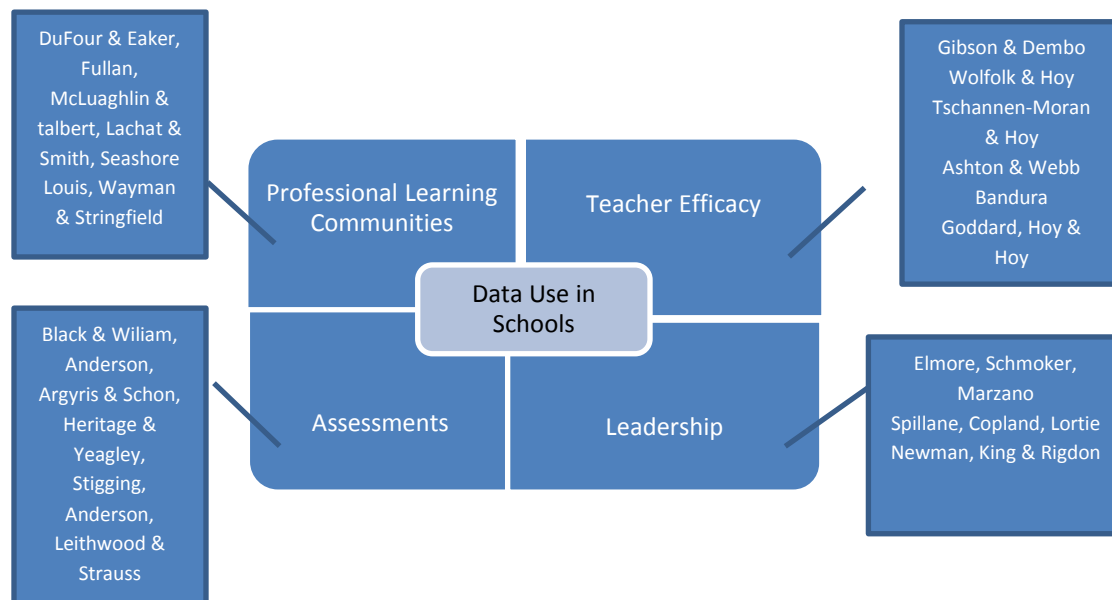 DuFour & Eaker,
Fullan,
McLuaghlin &
talbert, Lachat &
Smith, Seashore
Louis, Wayman
& Stringfield
Gibson & Dembo
Wolfolk & Hoy
Tschannen-Moran
& Hoy
Ashton & Webb
Bandura
Goddard, Hoy &
Hoy
Professional Learning
Communities
Teacher Efficacy
Data Use in
Schools
Black & Wiliam,
Anderson,
Argyris & Schon,
Heritage &
Yeagley,
Stigging,
Anderson,
Leithwood &
Strauss
Assessments
Leadership
Elmore, Schmoker,
Marzano
Spillane, Copland, Lortie
Newman, King & Rigdon